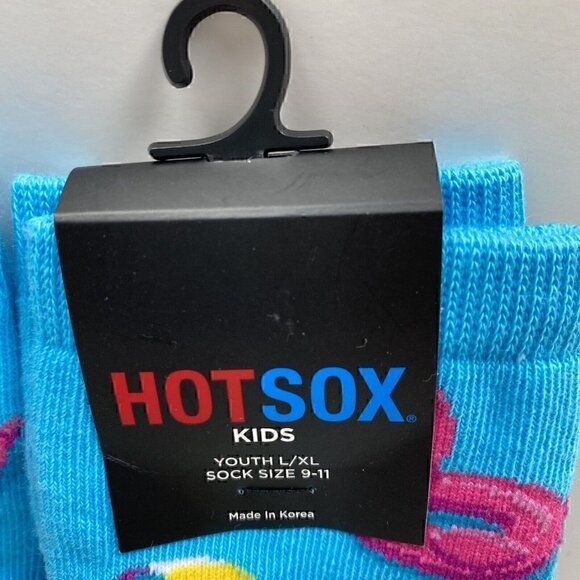 HOTSOX®
KIDS
YOUTH L/XL
SOCK SIZE 9-11
Made In Korea